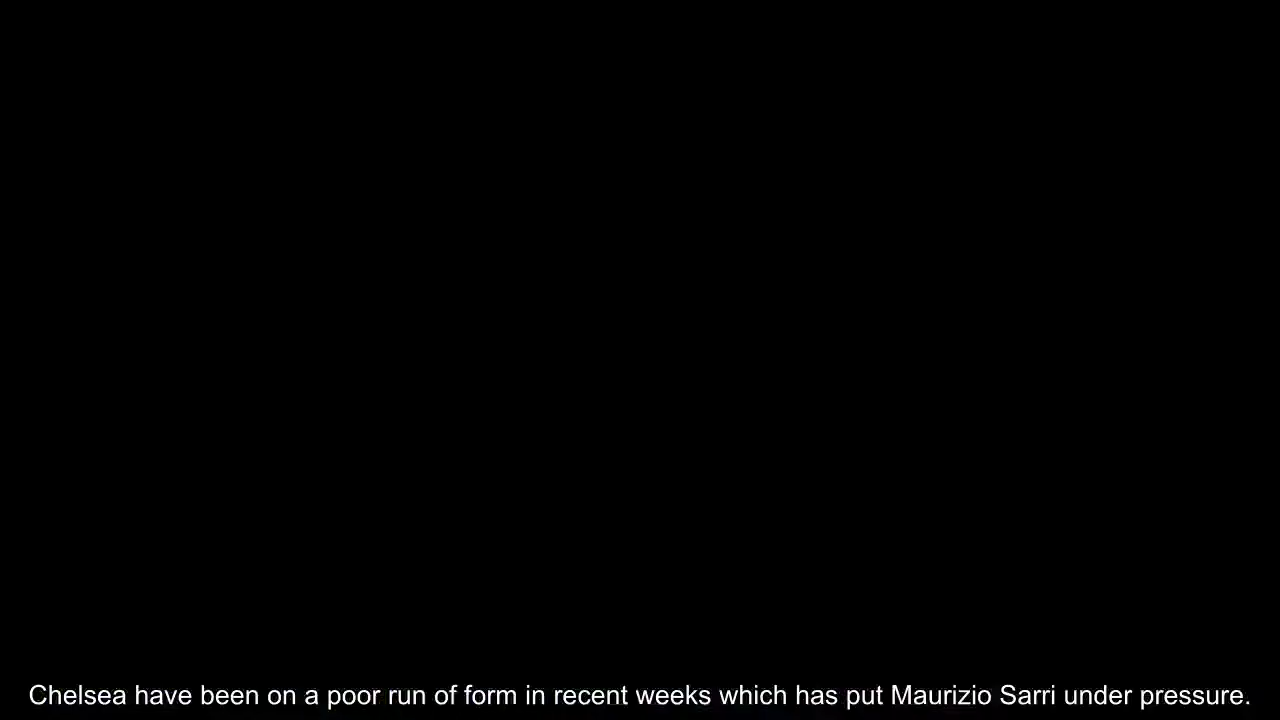 Chelsea have been on a poor run of form in recent weeks which has put Maurizio Sarri under pressure.